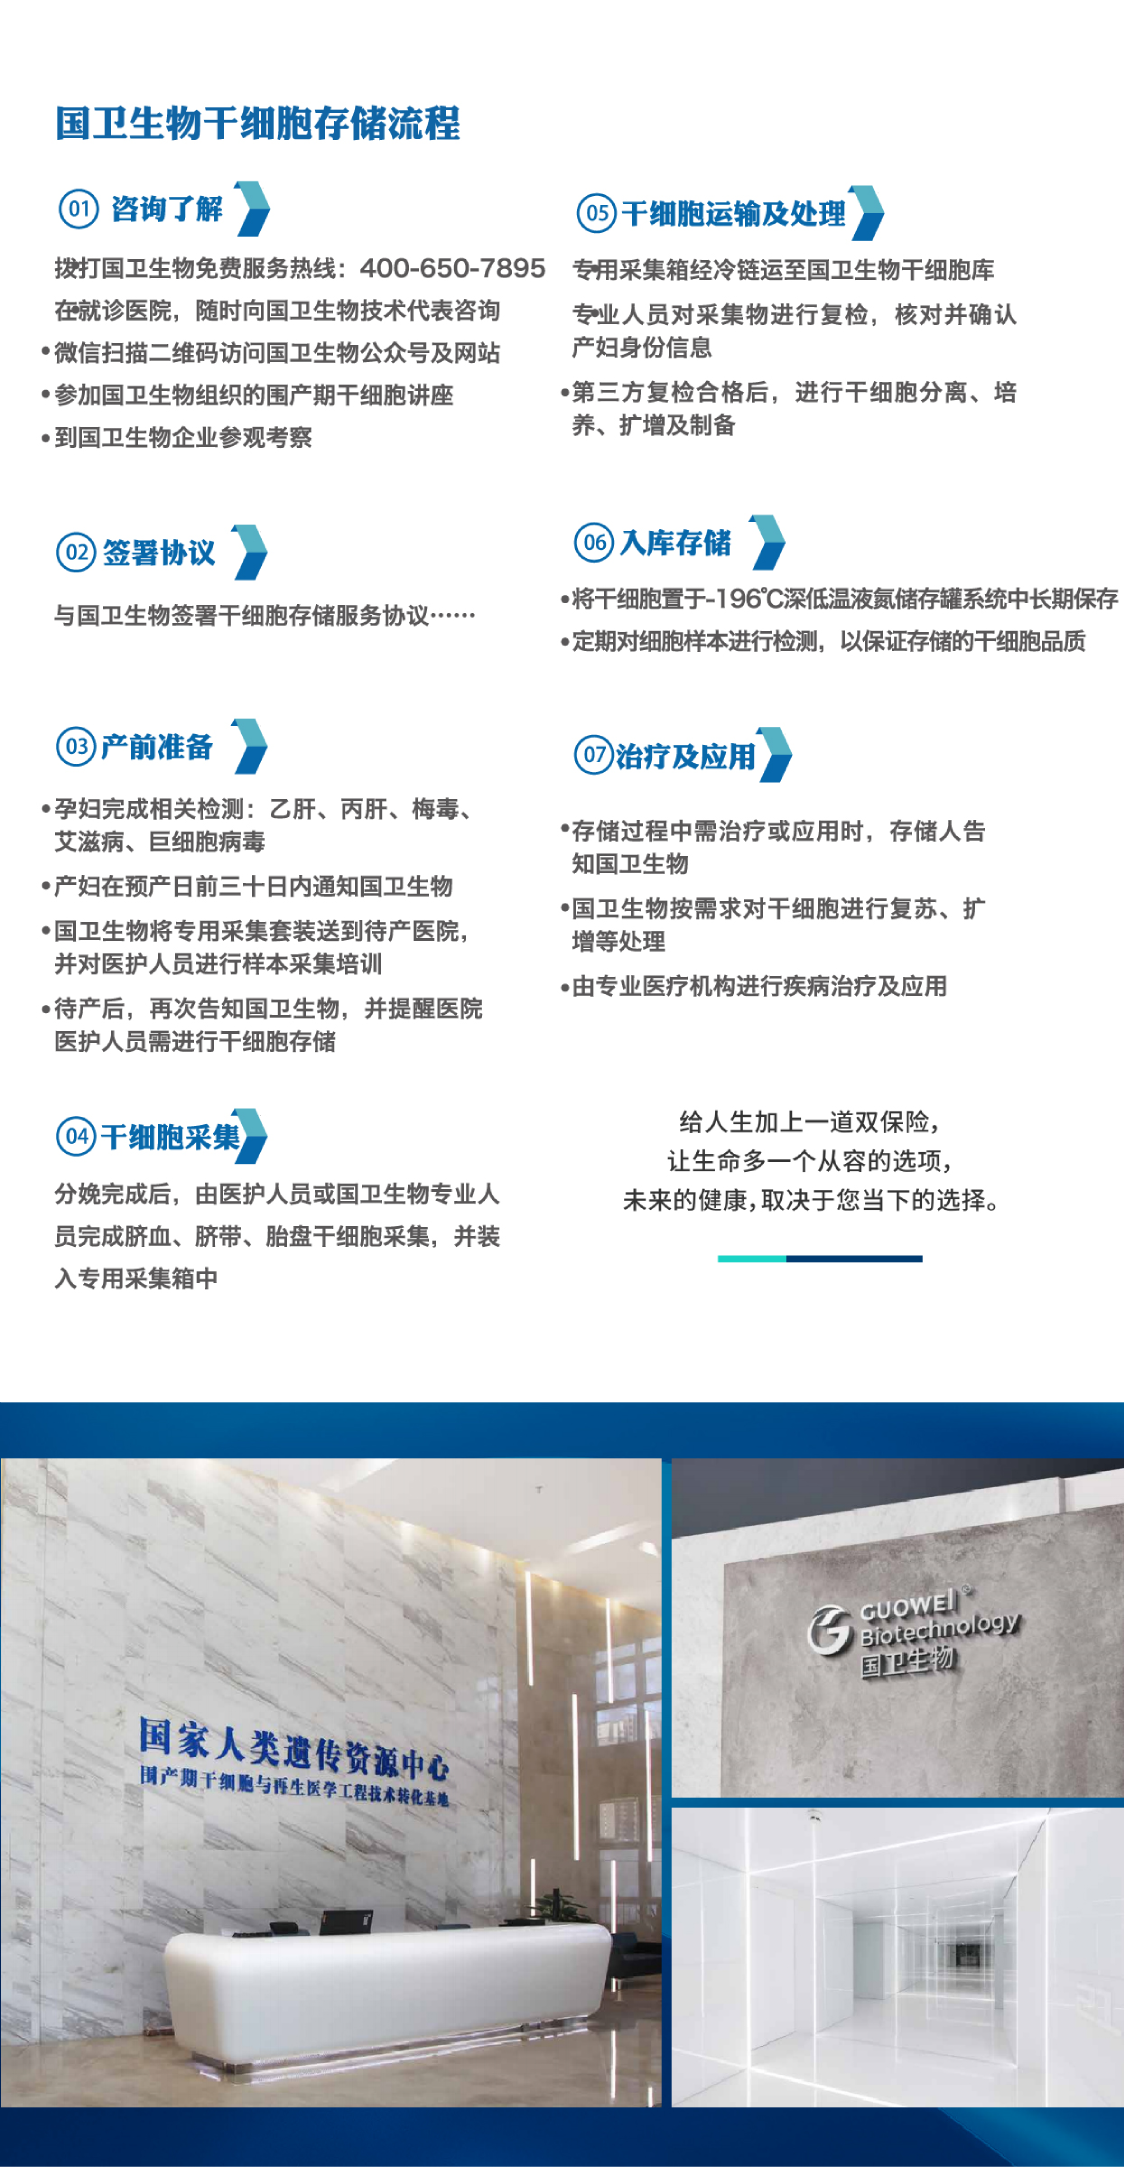 国卫生物干细胞存储流程
01 咨询了解
拨打国卫生物免费服务热线：400-650-7895
在就诊医院，随时向国卫生物技术代表咨询
•微信扫描二维码访问国卫生物公众号及网站
•参加国卫生物组织的围产期干细胞讲座
•到国卫生物企业参观考察
02 签署协议
与国卫生物签署干细胞存储服务协议……
03 产前准备
•孕妇完成相关检测：乙肝、丙肝、梅毒、
艾滋病、巨细胞病毒
•产妇在预产日前三十日内通知国卫生物
•国卫生物将专用采集套装送到待产医院，
并对医护人员进行样本采集培训
•待产后，再次告知国卫生物，并提醒医院
医护人员需进行干细胞存储
04 干细胞采集
分娩完成后，由医护人员或国卫生物专业人
员完成脐血、脐带、胎盘干细胞采集，并装
入专用采集箱中
05 干细胞运输及处理
专用采集箱经冷链运至国卫生物干细胞库
专业人员对采集物进行复检，核对并确认
产妇身份信息
•第三方复检合格后，进行干细胞分离、培
养、扩增及制备
06 入库存储
•将干细胞置于-196℃深低温液氮储存罐系统中长期保存
•定期对细胞样本进行检测，以保证存储的干细胞品质
07 治疗及应用
•存储过程中需治疗或应用时，存储人告
知国卫生物
•国卫生物按需求对干细胞进行复苏、扩
增等处理
•由专业医疗机构进行疾病治疗及应用
给人生加上一道双保险，
让生命多一个从容的选项，
未来的健康，取决于您当下的选择。
国家人类遗传资源中心
围产期干细胞与再生医学工程技术转化基地
GUOWEI®
Biotechnology
国卫生物